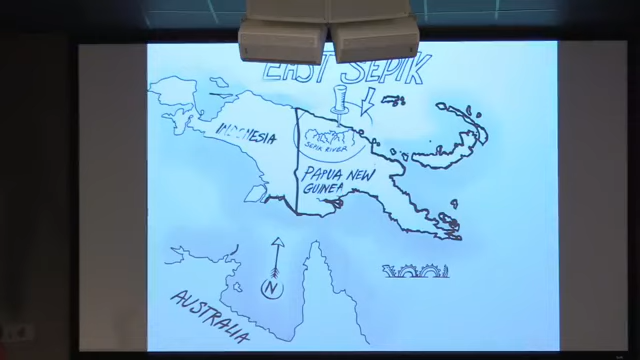 EAST SEPIK
INDONESIA
SEPIK RIVER
PAPUA NEW
GUINEA
N
AUSTRALIA